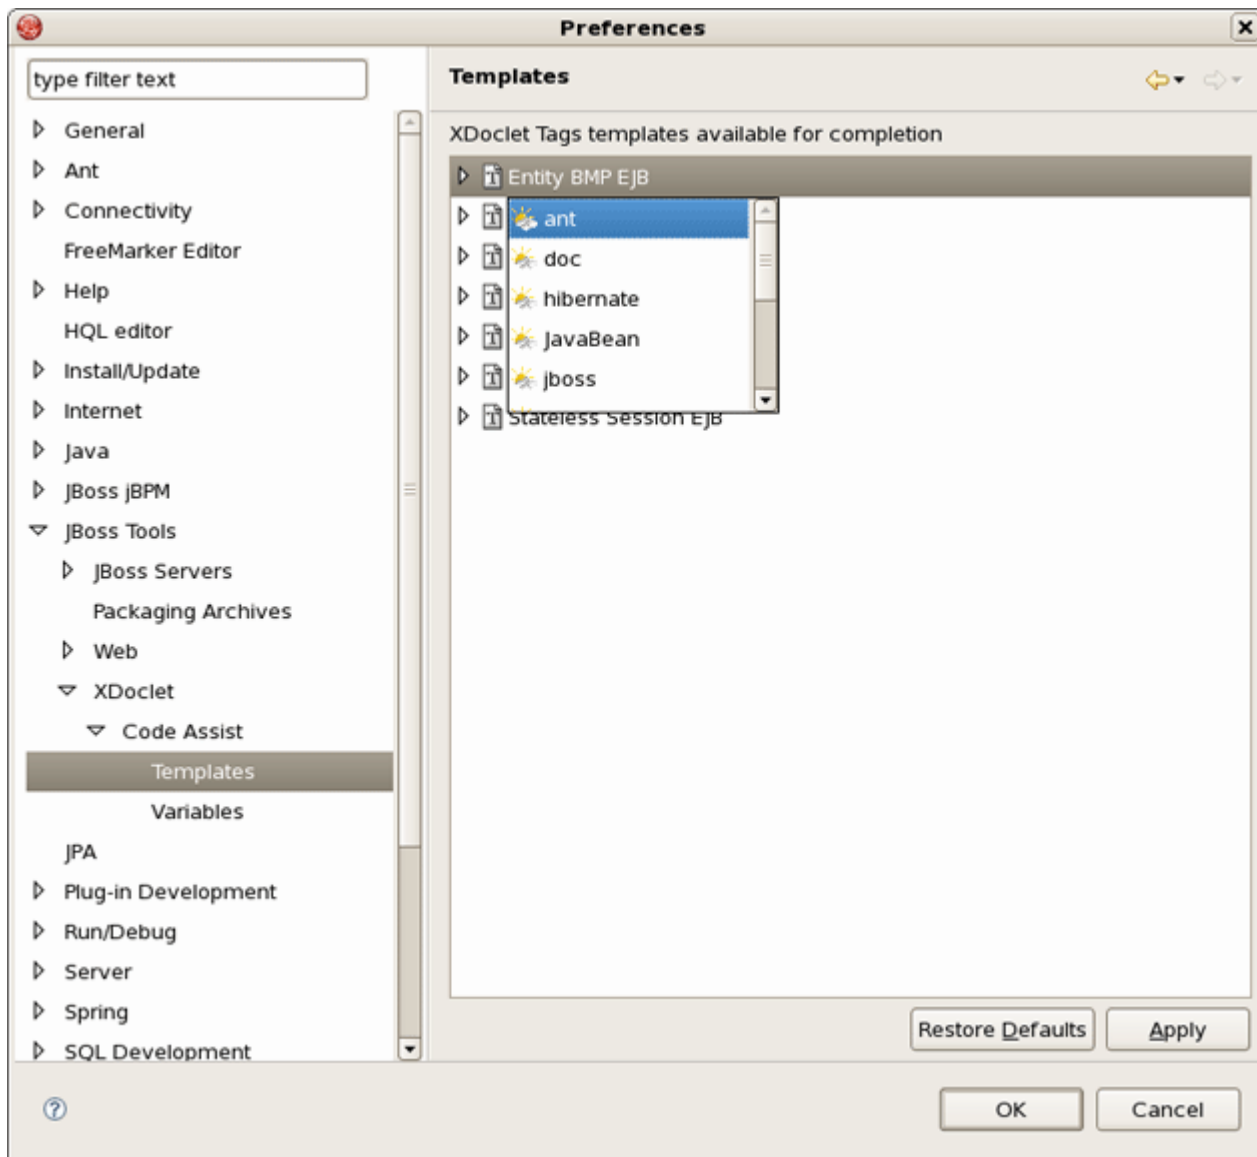 Preferences
type filter text
General
Ant
Connectivity
FreeMarker Editor
Help
HQL editor
Install/Update
Internet
Java
JBoss jBPM
JBoss Tools
JBoss Servers
Packaging Archives
Web
XDoclet
Code Assist
Templates
Variables
JPA
Plug-in Development
Run/Debug
Server
Spring
SQL Development
Templates
XDoclet Tags templates available for completion
Entity BMP EJB
ant
doc
hibernate
JavaBean
jboss
Stateless Session EJB
Restore Defaults
Apply
OK
Cancel